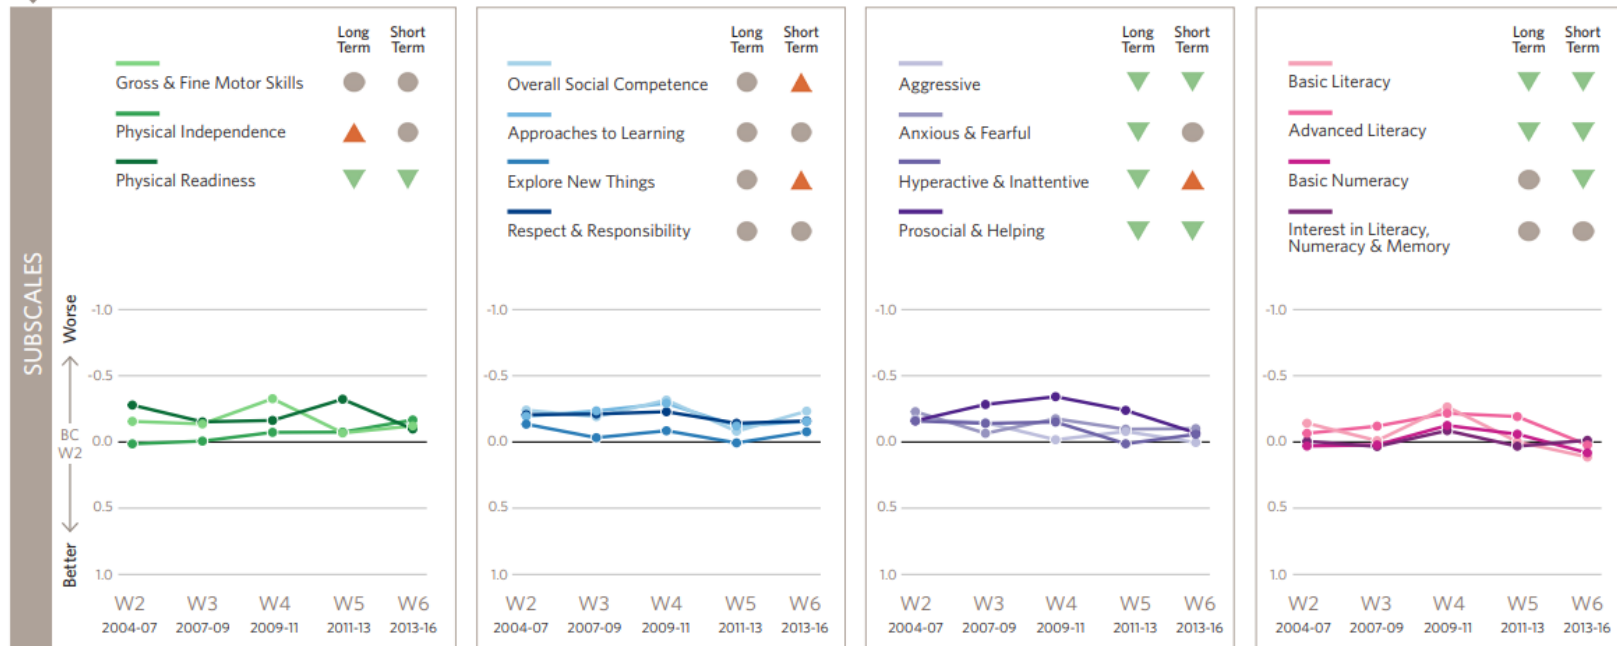 SUBSCALES
Worse
BC
W2
Better
Long Term
Short Term
Gross & Fine Motor Skills
Physical Independence
Physical Readiness
-1.0
-0.5
0.0
0.5
1.0
W2 W3 W4 W5 W6
2004-07 2007-09 2009-11 2011-13 2013-16
Long Term
Short Term
Overall Social Competence
Approaches to Learning
Explore New Things
Respect & Responsibility
-1.0
-0.5
0.0
0.5
1.0
W2 W3 W4 W5 W6
2004-07 2007-09 2009-11 2011-13 2013-16
Long Term
Short Term
Aggressive
Anxious & Fearful
Hyperactive & Inattentive
Prosocial & Helping
-1.0
-0.5
0.0
0.5
1.0
W2 W3 W4 W5 W6
2004-07 2007-09 2009-11 2011-13 2013-16
Long Term
Short Term
Basic Literacy
Advanced Literacy
Basic Numeracy
Interest in Literacy,
Numeracy & Memory
-1.0
-0.5
0.0
0.5
1.0
W2 W3 W4 W5 W6
2004-07 2007-09 2009-11 2011-13 2013-16